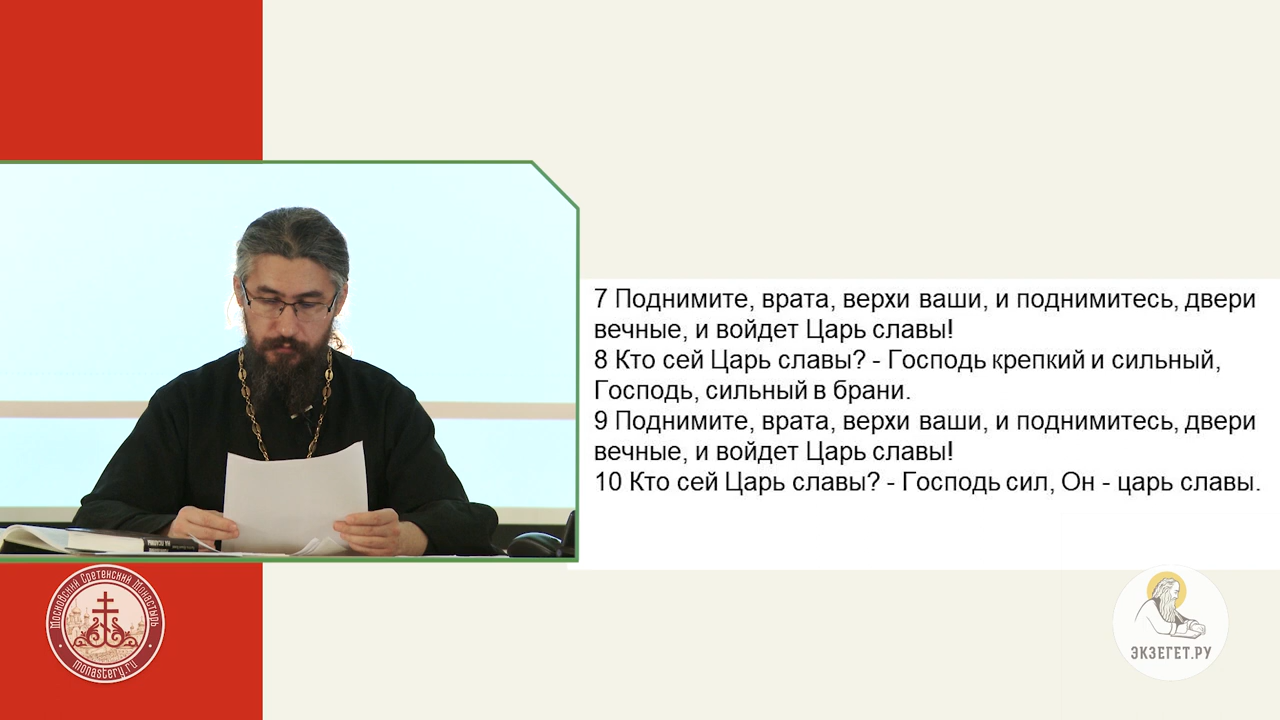 7 Поднимите, врата, верхи ваши, и поднимитесь, двери
вечные, и войдет Царь славы!
8 Кто сей Царь славы? - Господь крепкий и сильный,
Господь, сильный в брани.
9 Поднимите, врата, верхи ваши, и поднимитесь, двери
вечные, и войдет Царь славы!
10 Кто сей Царь славы? - Господь сил, Он - царь славы.
Московский Сретенский Монастырь
monastery.ru
ЭКЗЕГЕТ.РУ